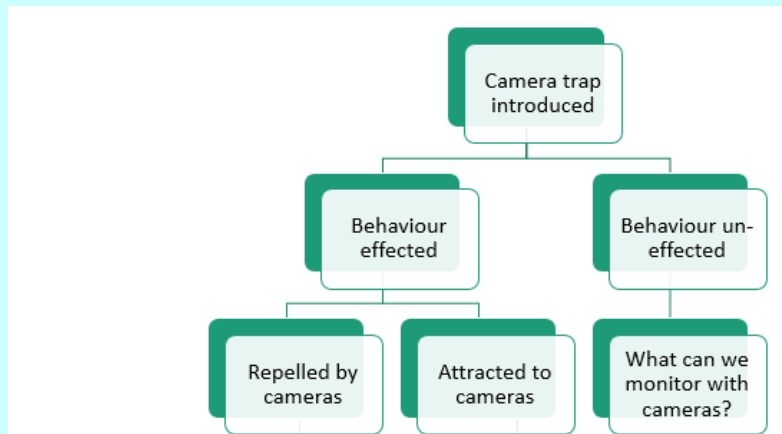 Camera trap
introduced
Behaviour
effected
Behaviour un-
effected
Repelled by
cameras
Attracted to
cameras
What can we
monitor with
cameras?